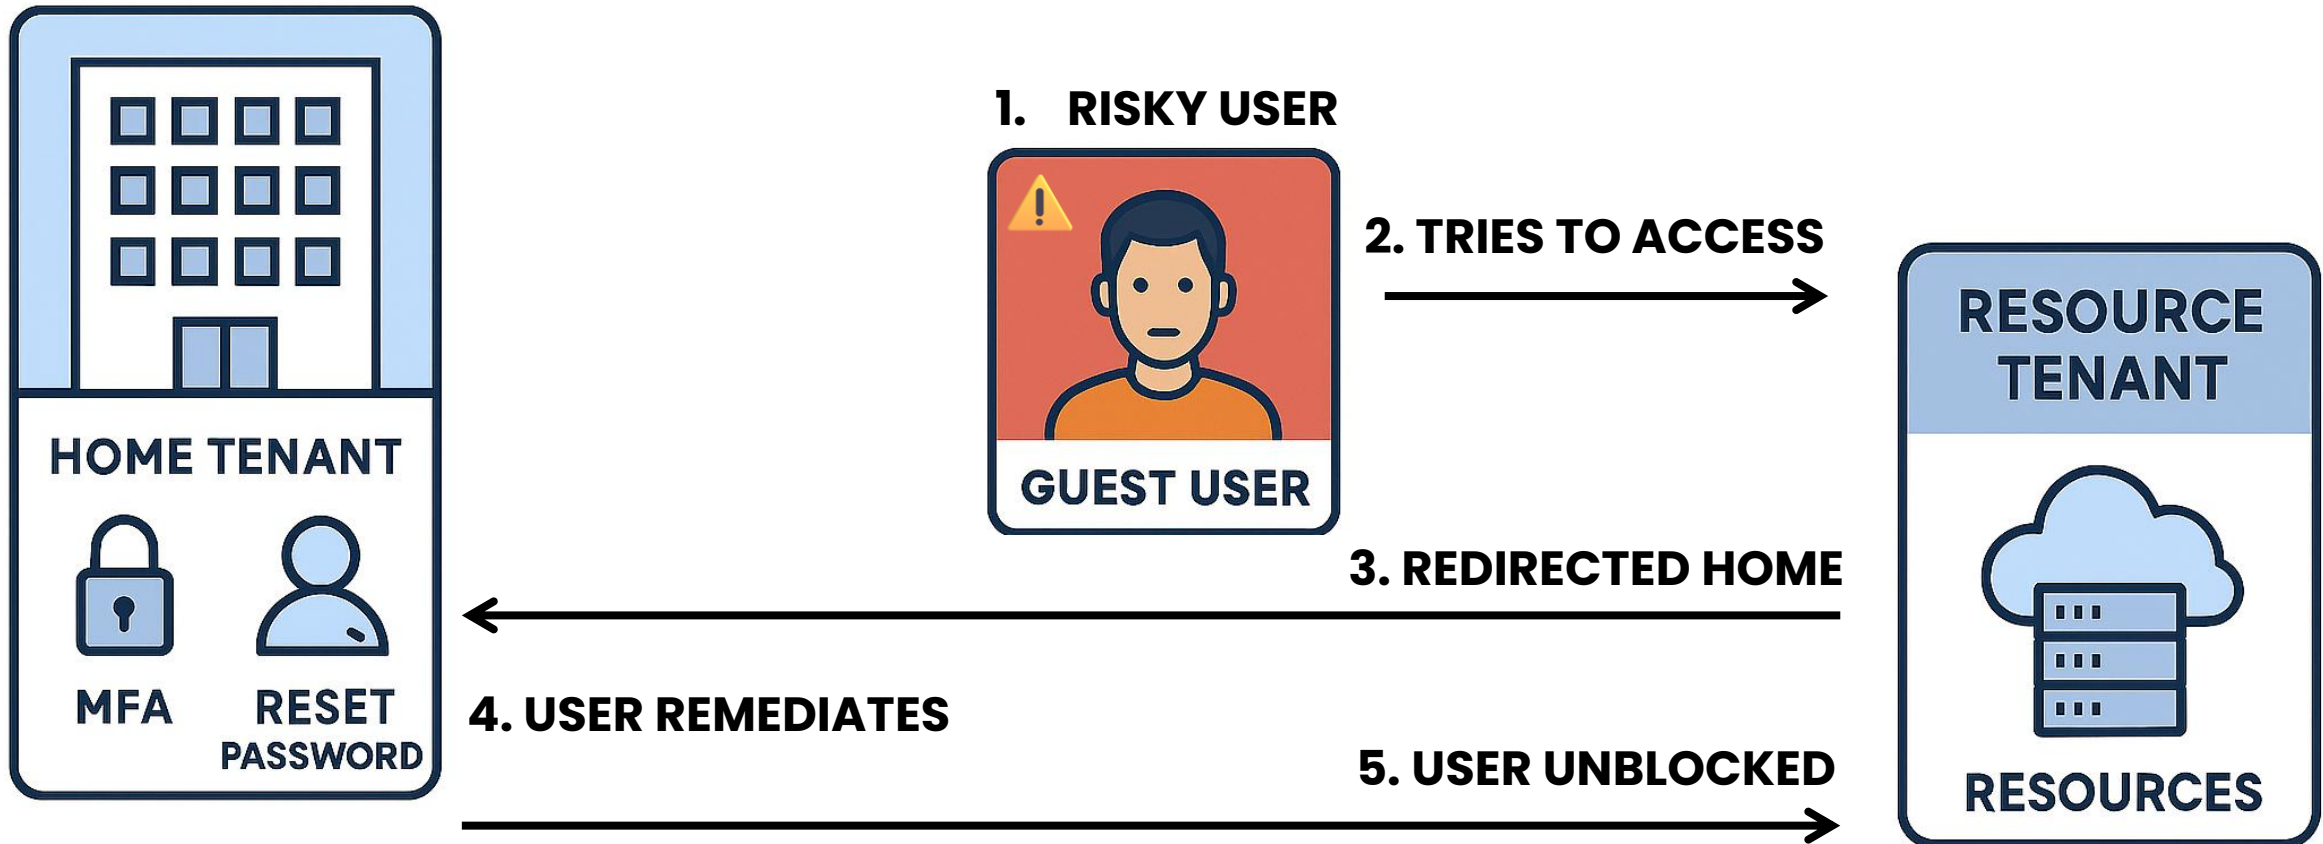 1. RISKY USER
2. TRIES TO ACCESS
RESOURCE
TENANT
HOME TENANT
GUEST USER
3. REDIRECTED HOME
MFA
RESET
PASSWORD
4. USER REMEDIATES
5. USER UNBLOCKED
RESOURCES